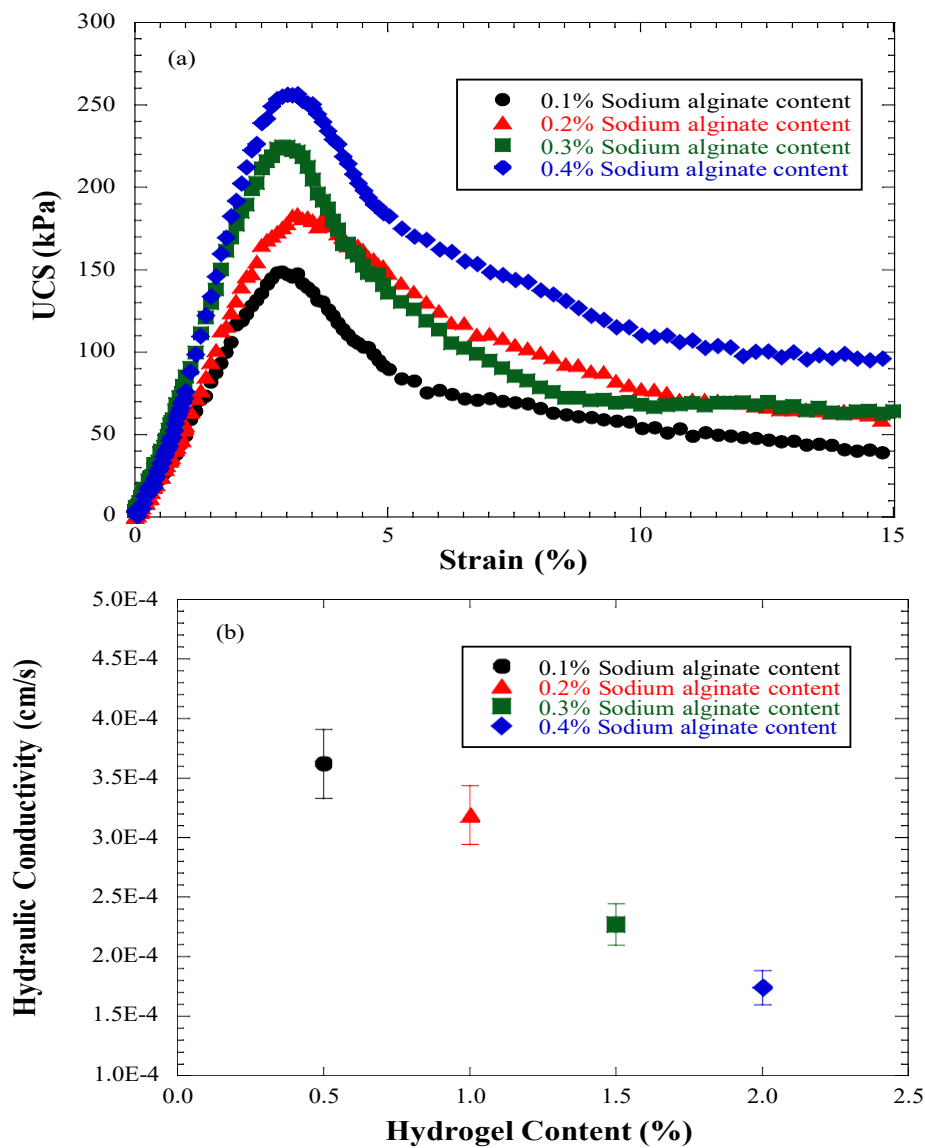 300
(a)
250
0.1% Sodium alginate content
0.2% Sodium alginate content
0.3% Sodium alginate content
0.4% Sodium alginate content
200
150
100
50
0
UCS (kPa)
0
5
10
15
Strain (%)
5.0E-4
(b)
4.5E-4
0.1% Sodium alginate content
0.2% Sodium alginate content
0.3% Sodium alginate content
0.4% Sodium alginate content
4.0E-4
3.5E-4
3.0E-4
2.5E-4
2.0E-4
1.5E-4
1.0E-4
Hydraulic Conductivity (cm/s)
0.0
0.5
1.0
1.5
2.0
2.5
Hydrogel Content (%)